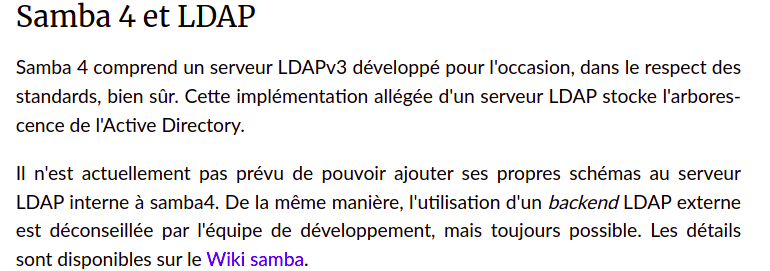 Samba 4 et LDAP
Samba 4 comprend un serveur LDAPv3 développé pour l'occasion, dans le respect des
standards, bien sûr. Cette implémentation allégée d'un serveur LDAP stocke l'arbores-
cence de l'Active Directory.
Il n'est actuellement pas prévu de pouvoir ajouter ses propres schémas au serveur
LDAP interne à samba4. De la même manière, l'utilisation d'un backend LDAP externe
est déconseillée par l'équipe de développement, mais toujours possible. Les détails
sont disponibles sur le Wiki samba.